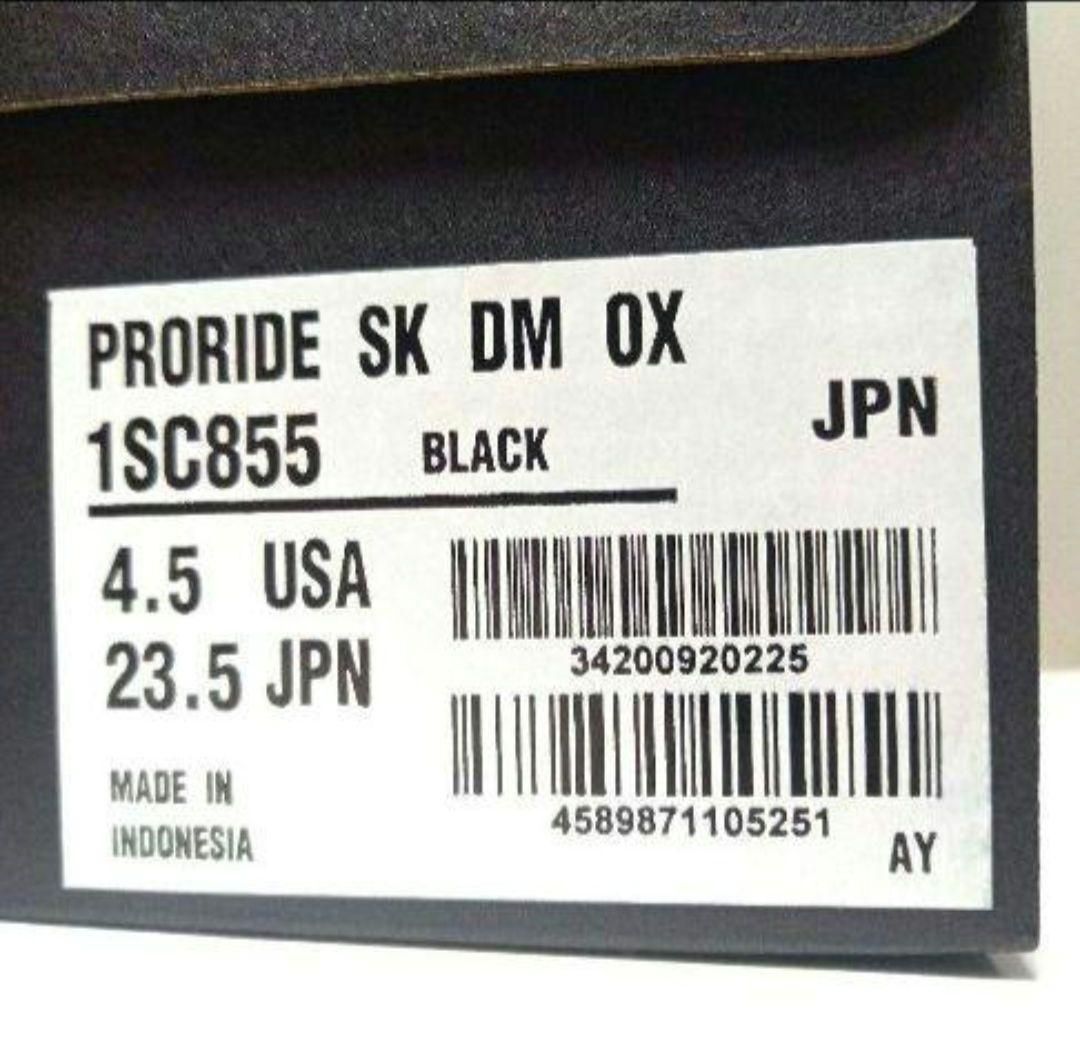 PRORIDE SK DM OX
1SC855 BLACK JPN
4.5 USA
23.5 JPN
34200920225
4589871105251
MADE IN
INDONESIA
AY